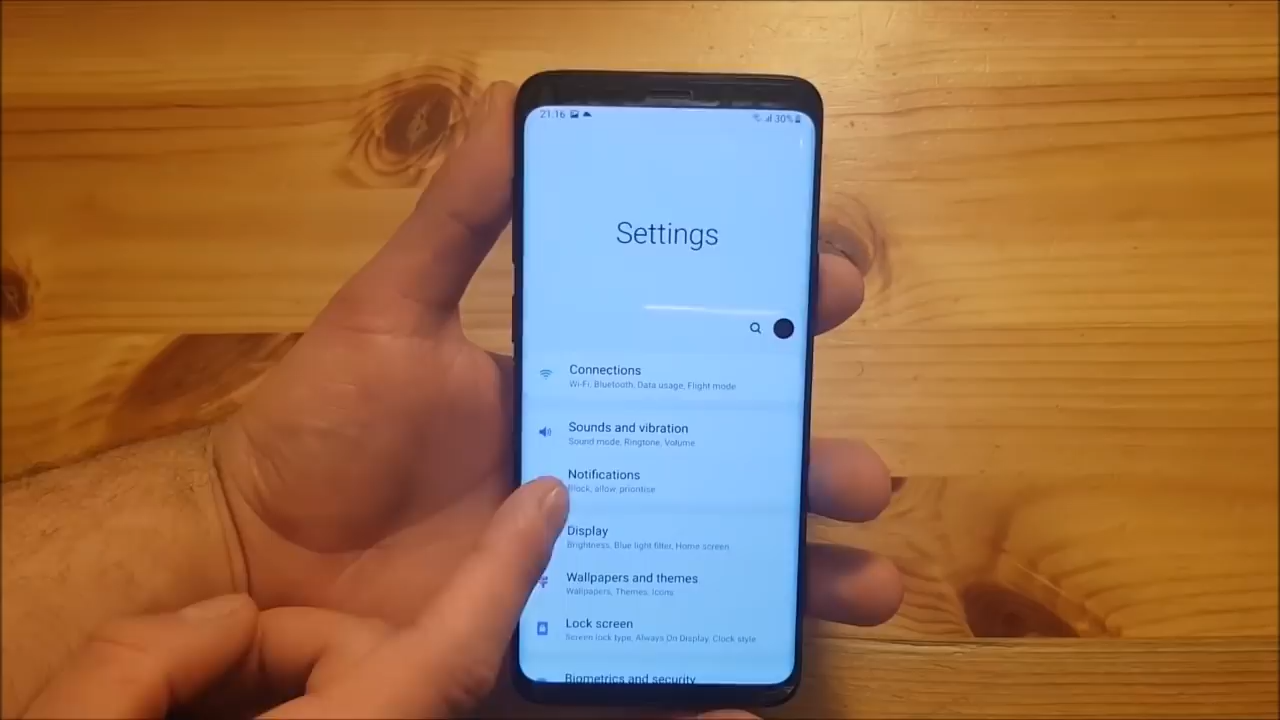 21.16
30%
Settings
Connections
Wi-Fi, Bluetooth, Data usage, Flight mode
Sounds and vibration
Sound mode, Ringtone, Volume
Notifications
Block, allow, prioritise
Display
Brightness, Blue light filter, Home screen
Wallpapers and themes
Wallpapers, Themes, Icons
Lock screen
Screen lock type, Always On Display, Clock style
Biometrics and security